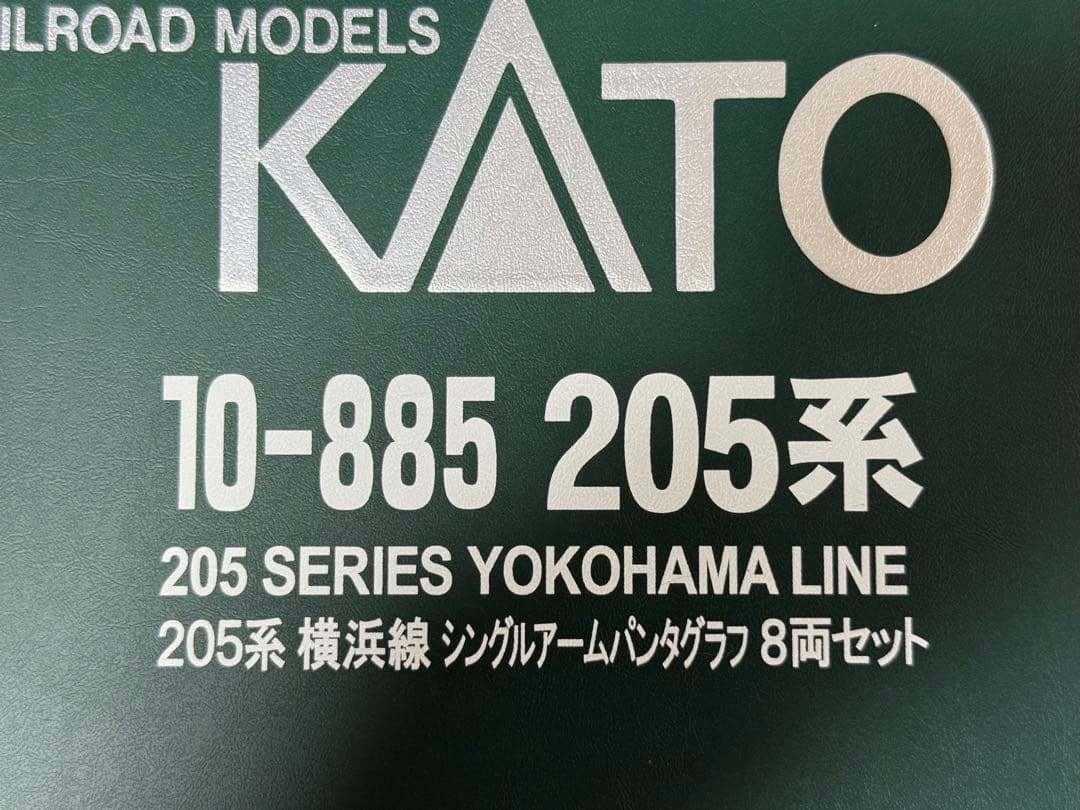 ILROAD MODELS
KATO
10-885 205系
205 SERIES YOKOHAMA LINE
205系 横浜線 シングルアームパンタグラフ 8両セット